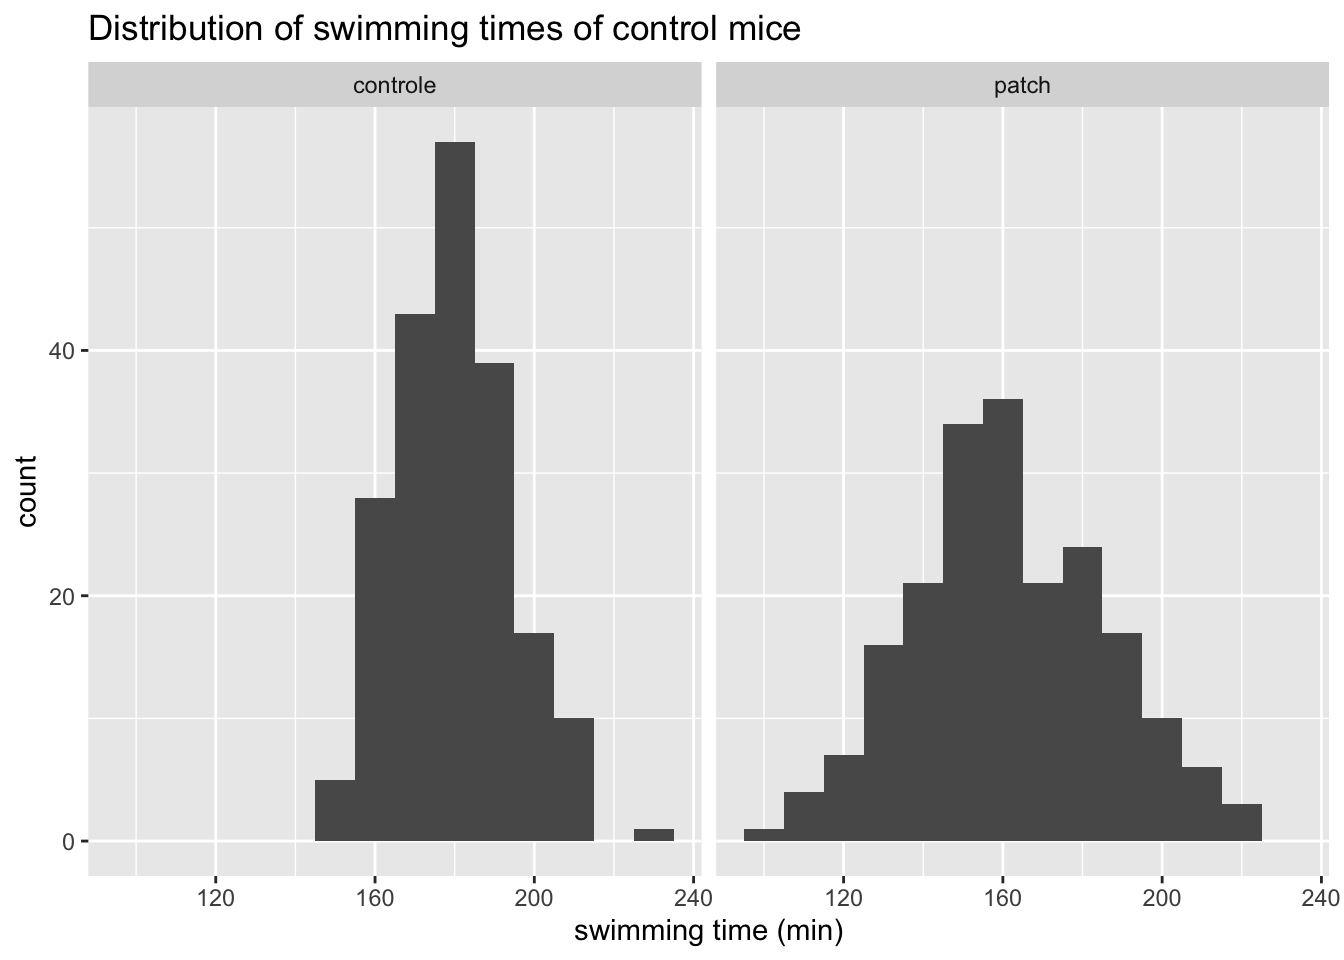 Distribution of swimming times of control mice
controle
patch
count
40
20
0
120 160 200 240
120 160 200 240
swimming time (min)